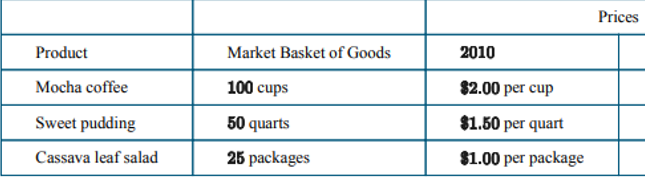 Prices
Product Market Basket of Goods 2010
Mocha coffee 100 cups $2.00 per cup
Sweet pudding 50 quarts $1.50 per quart
Cassava leaf salad 25 packages $1.00 per package